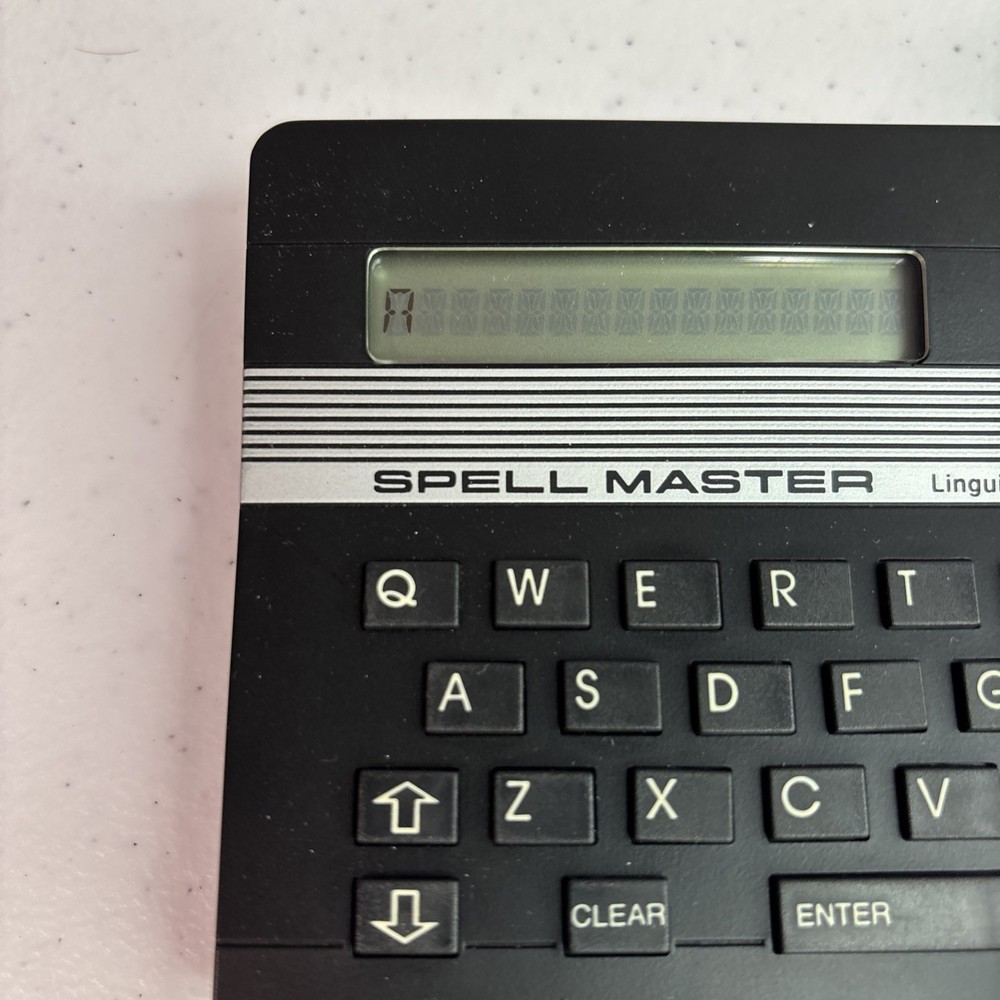 A
SPELL MASTER Lingui
Q W E R T
A S D F G
⇧ Z X C V
⇩ CLEAR ENTER